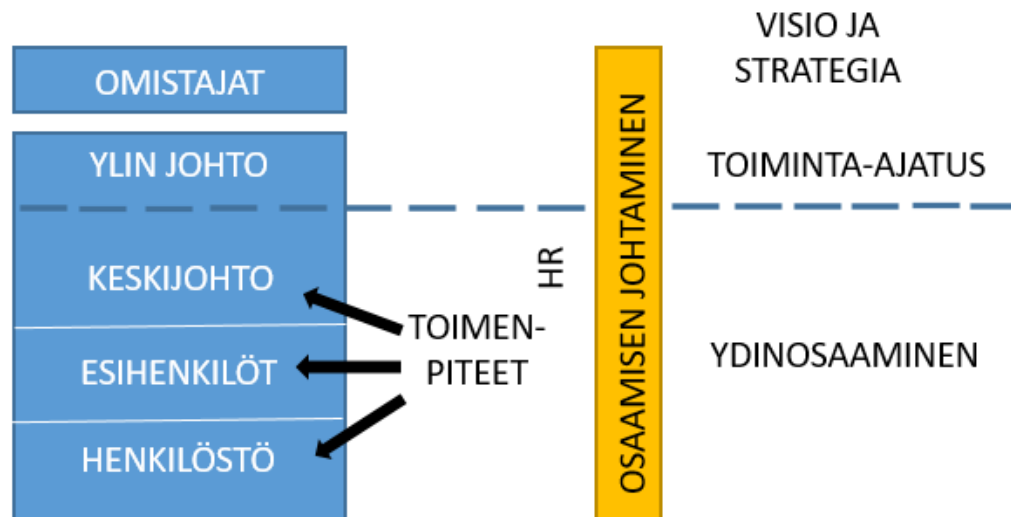 OMISTAJAT
YLIN JOHTO
KESKIJOHTO
ESIHENKILÖT
HENKILÖSTÖ
TOIMEN-
PITEET
HR
OSAAMISEN JOHTAMINEN
VISIO JA
STRATEGIA
TOIMINTA-AJATUS
YDINOSAAMINEN